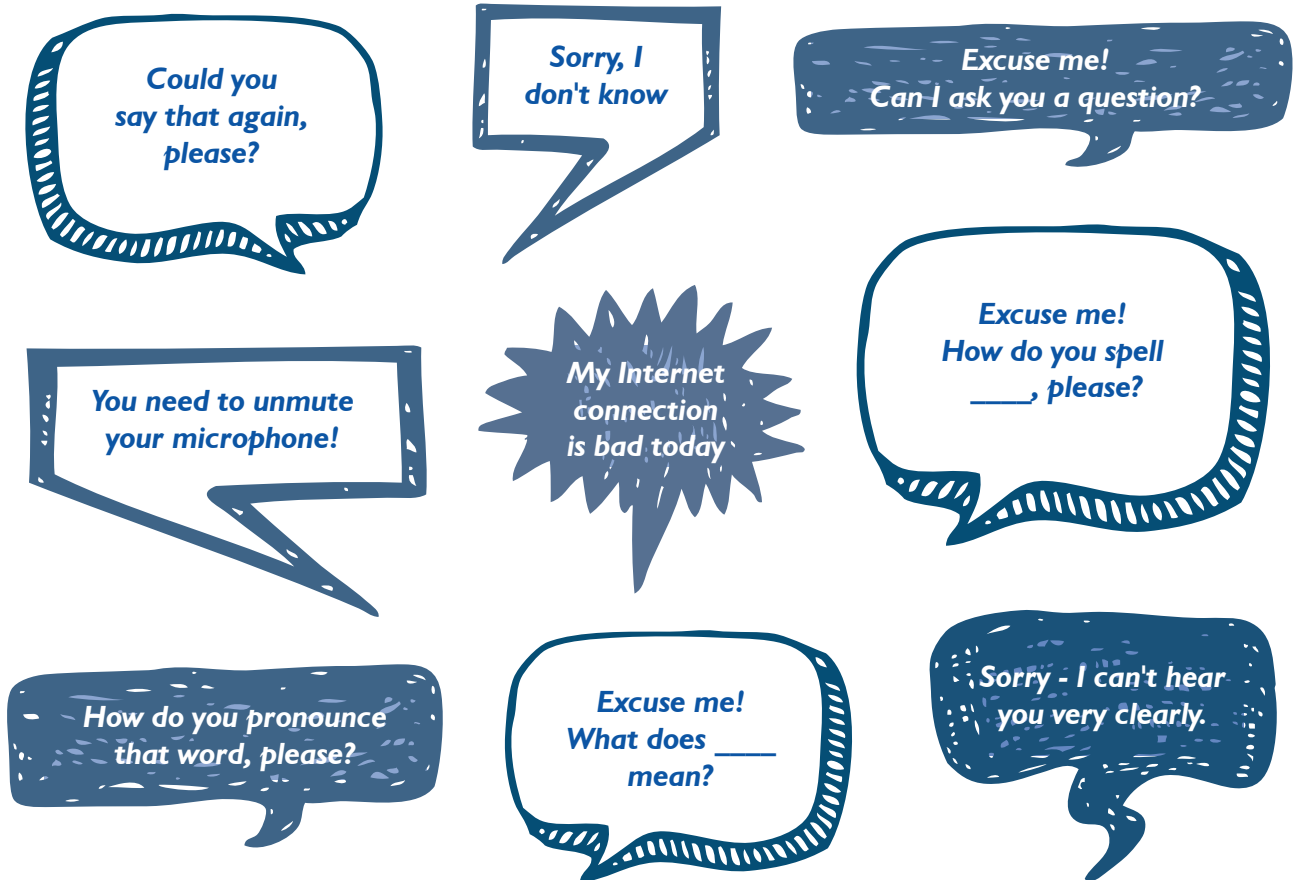 Could you
say that again,
please?
Sorry, I
don't know
Excuse me!
Can I ask you a question?
You need to unmute
your microphone!
My Internet
connection
is bad today
Excuse me!
How do you spell
____, please?
How do you pronounce
that word, please?
Excuse me!
What does ____
mean?
Sorry - I can't hear
you very clearly.